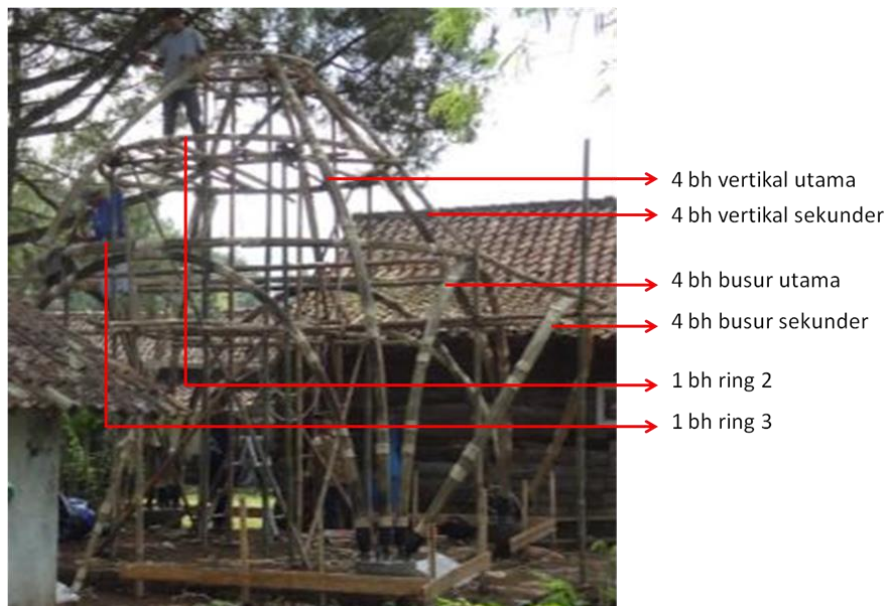 4 bh vertikal utama
4 bh vertikal sekunder
4 bh busur utama
4 bh busur sekunder
1 bh ring 2
1 bh ring 3